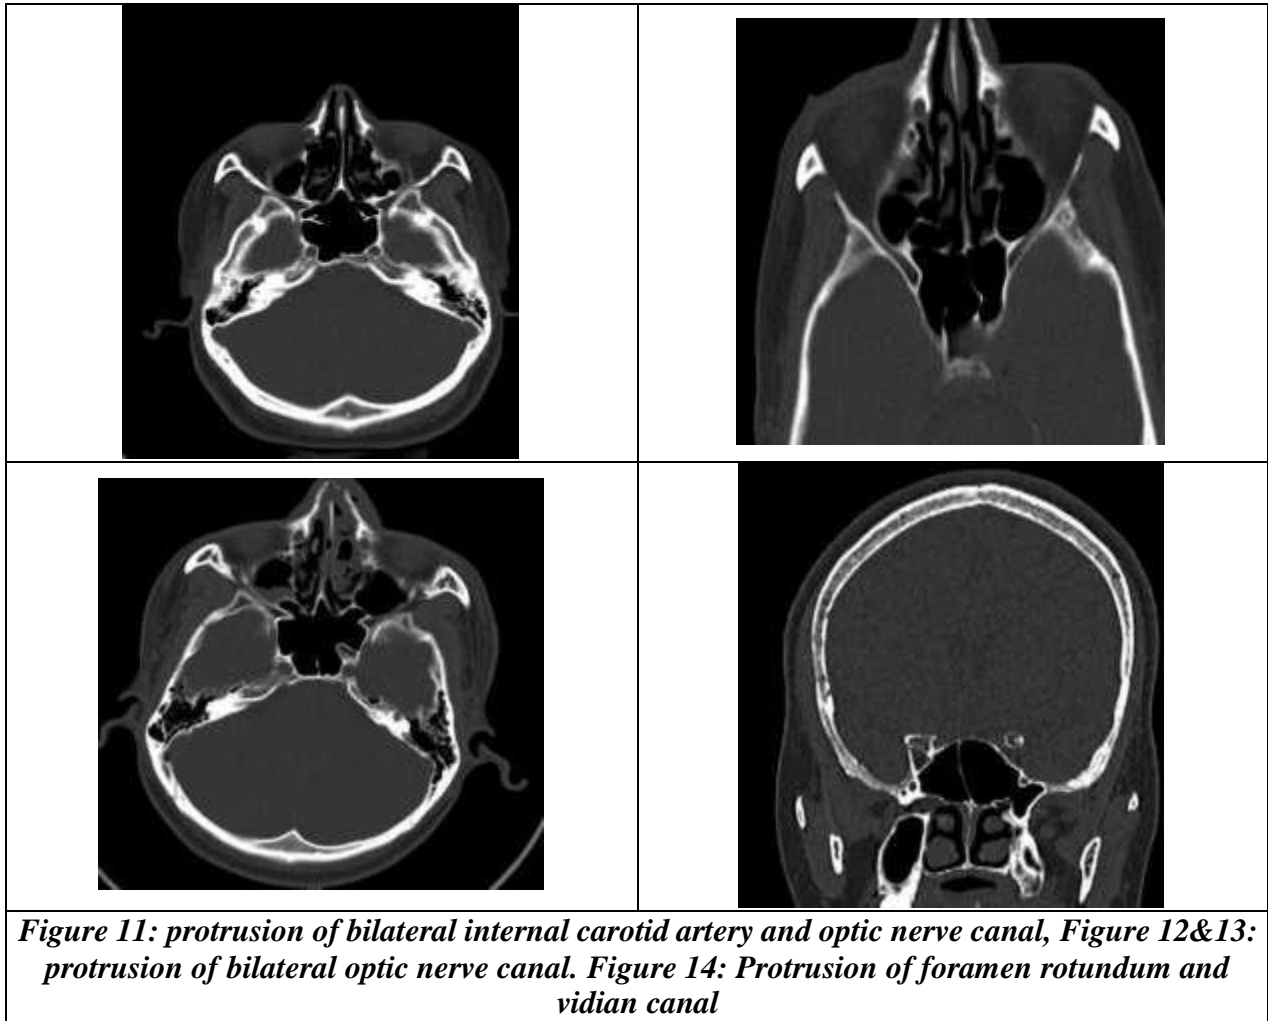 Figure 11: protrusion of bilateral internal carotid artery and optic nerve canal, Figure 12&13:
protrusion of bilateral optic nerve canal. Figure 14: Protrusion of foramen rotundum and
vidian canal